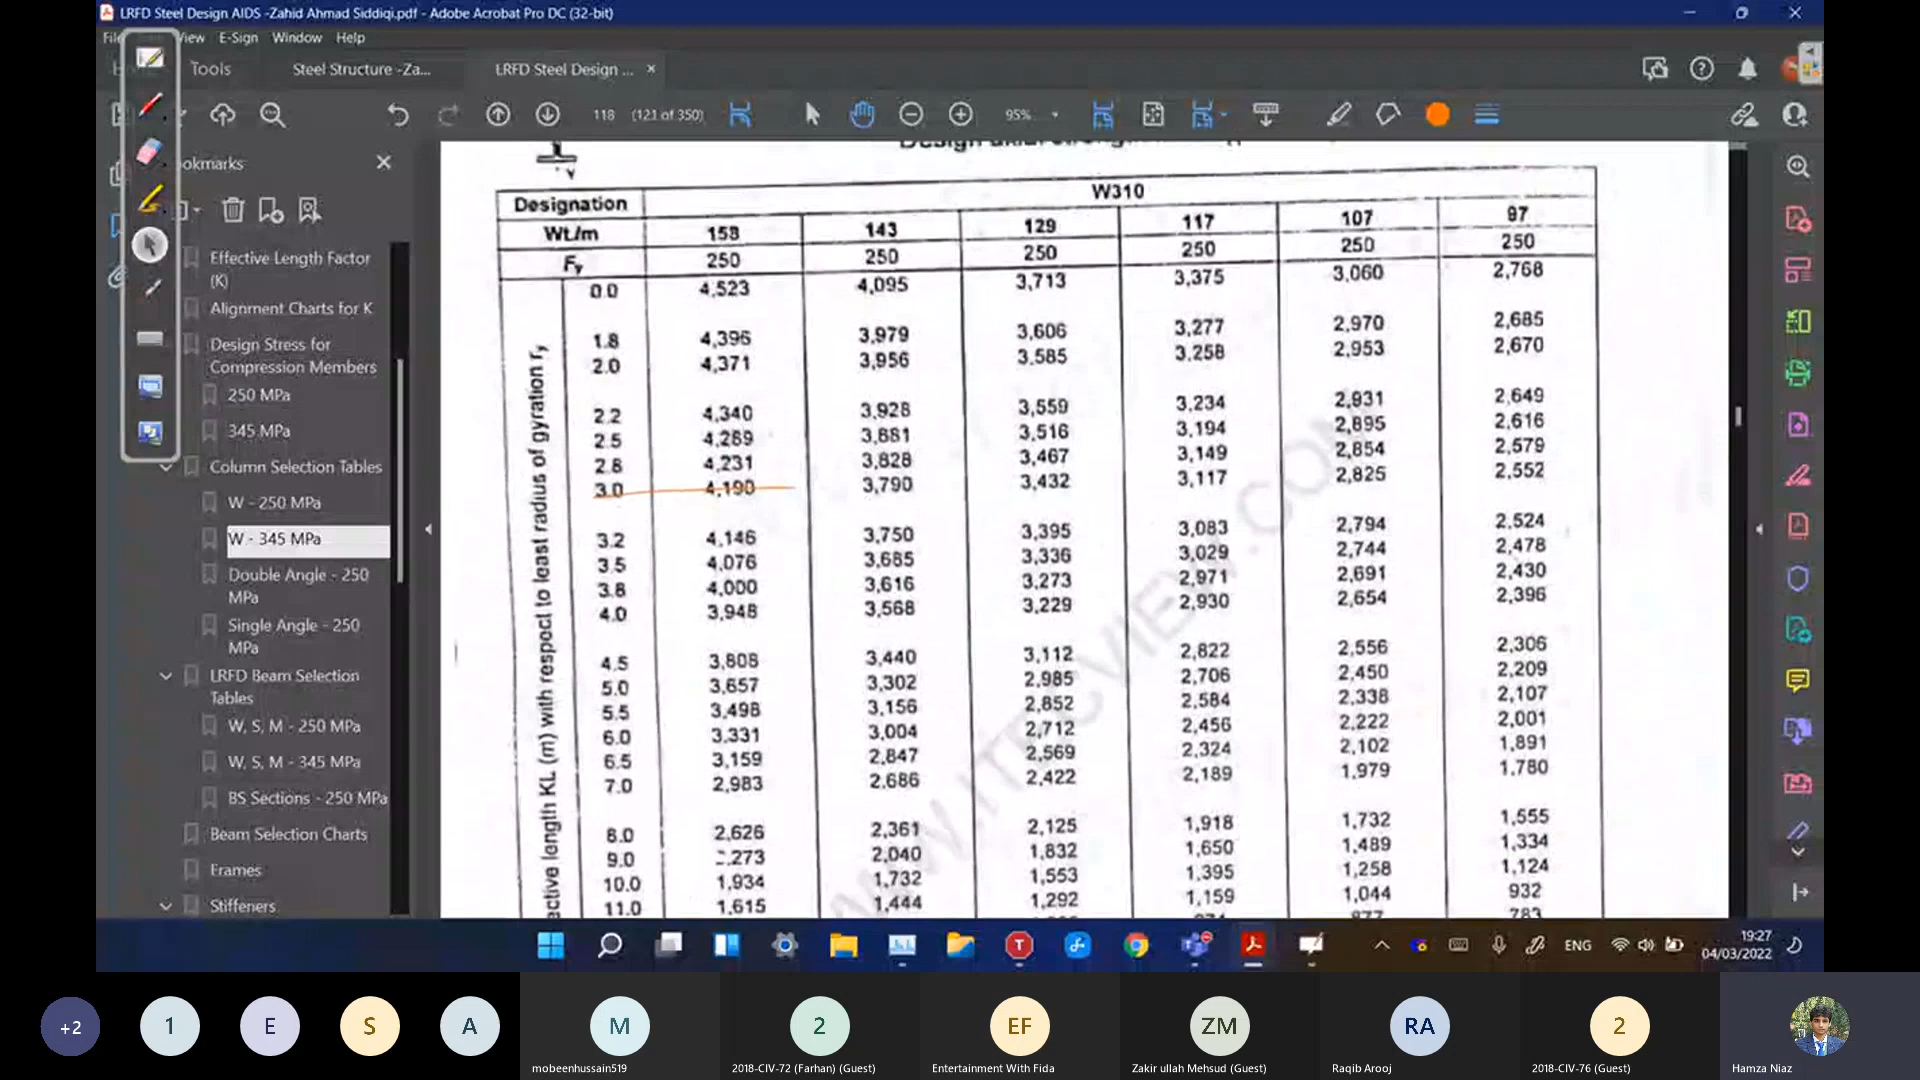 LRFD Steel Design AIDS -Zahid Ahmad Siddiqi.pdf - Adobe Acrobat Pro DC (32-bit)
View E-Sign Window Help
Tools Steel Structure -Za... LRFD Steel Design ...
118 (121 of 350) 95%
Effective Length Factor
(K)
Alignment Charts for K
Design Stress for
Compression Members
250 MPa
345 MPa
Column Selection Tables
W - 250 MPa
W - 345 MPa
Double Angle - 250
MPa
Single Angle - 250
MPa
LRFD Beam Selection
Tables
W, S, M - 250 MPa
W, S, M - 345 MPa
BS Sections - 250 MPa
Beam Selection Charts
Frames
Stiffeners
Designation W310
Wt./m 158 143 129 117 107 97
Fy 250 250 250 250 250 250
0.0 4,523 4,095 3,713 3,375 3,060 2,768
1.8 4,396 3,979 3,606 3,277 2,970 2,685
2.0 4,371 3,956 3,585 3,258 2,953 2,670
2.2 4,340 3,928 3,559 3,234 2,931 2,649
2.5 4,289 3,881 3,516 3,194 2,895 2,616
2.8 4,231 3,828 3,467 3,149 2,854 2,579
3.0 4,190 3,790 3,432 3,117 2,825 2,552
3.2 4,146 3,750 3,395 3,083 2,794 2,524
3.5 4,076 3,685 3,336 3,029 2,744 2,478
3.8 4,000 3,616 3,273 2,971 2,691 2,430
4.0 3,948 3,568 3,229 2,930 2,654 2,396
4.5 3,808 3,440 3,112 2,822 2,556 2,306
5.0 3,657 3,302 2,985 2,706 2,450 2,209
5.5 3,498 3,156 2,852 2,584 2,338 2,107
6.0 3,331 3,004 2,712 2,456 2,222 2,001
6.5 3,159 2,847 2,569 2,324 2,102 1,891
7.0 2,983 2,686 2,422 2,189 1,979 1,780
8.0 2,626 2,361 2,125 1,918 1,732 1,555
9.0 2,040 1,832 1,650 1,489 1,334
10.0 1,934 1,732 1,553 1,395 1,258 1,124
11.0 1,615 1,444 1,292 1,159 1,044 932
length KL (m) with respect to least radius of gyration ry
ENG
19:27
04/03/2022
+2 1 E S A M 2 EF ZM RA 2
mobeenhussain519 2018-CIV-72 (Farhan) (Guest) Entertainment With Fida Zakir ullah Mehsud (Guest) Raqib Arooj 2018-CIV-76 (Guest) Hamza Niaz